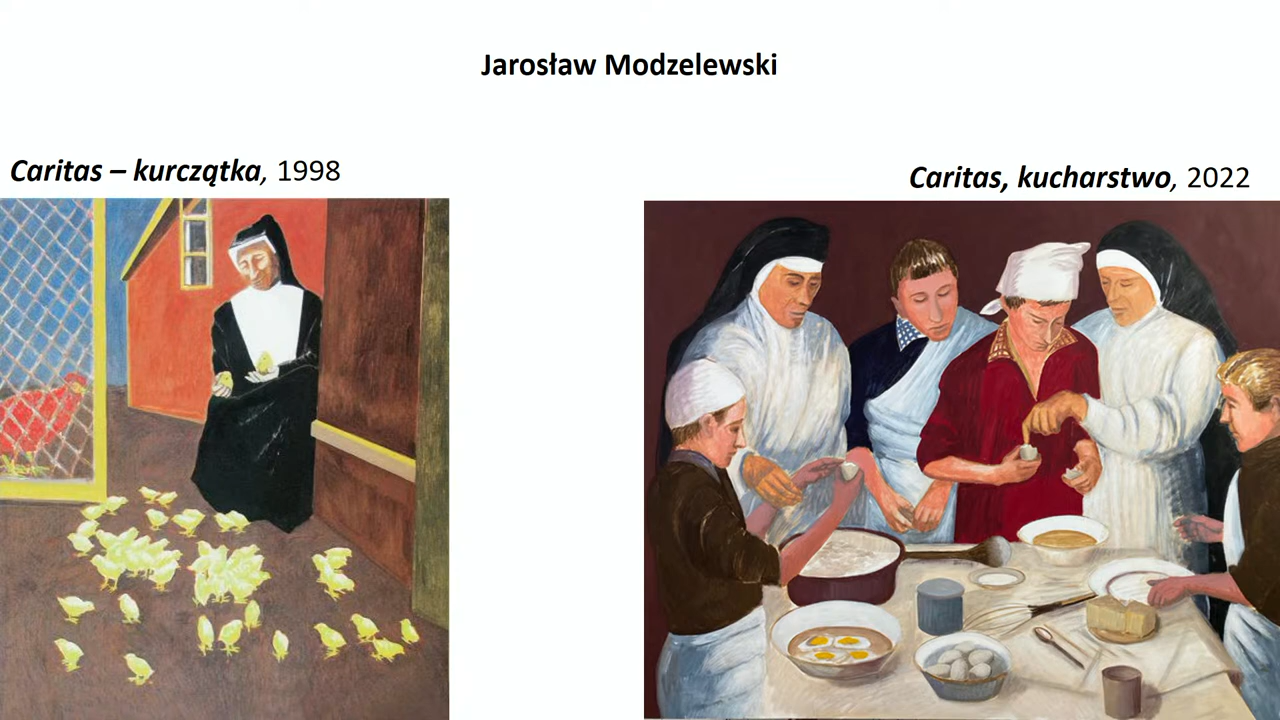 Jarosław Modzelewski
Caritas – kurczątka, 1998
Caritas, kucharstwo, 2022